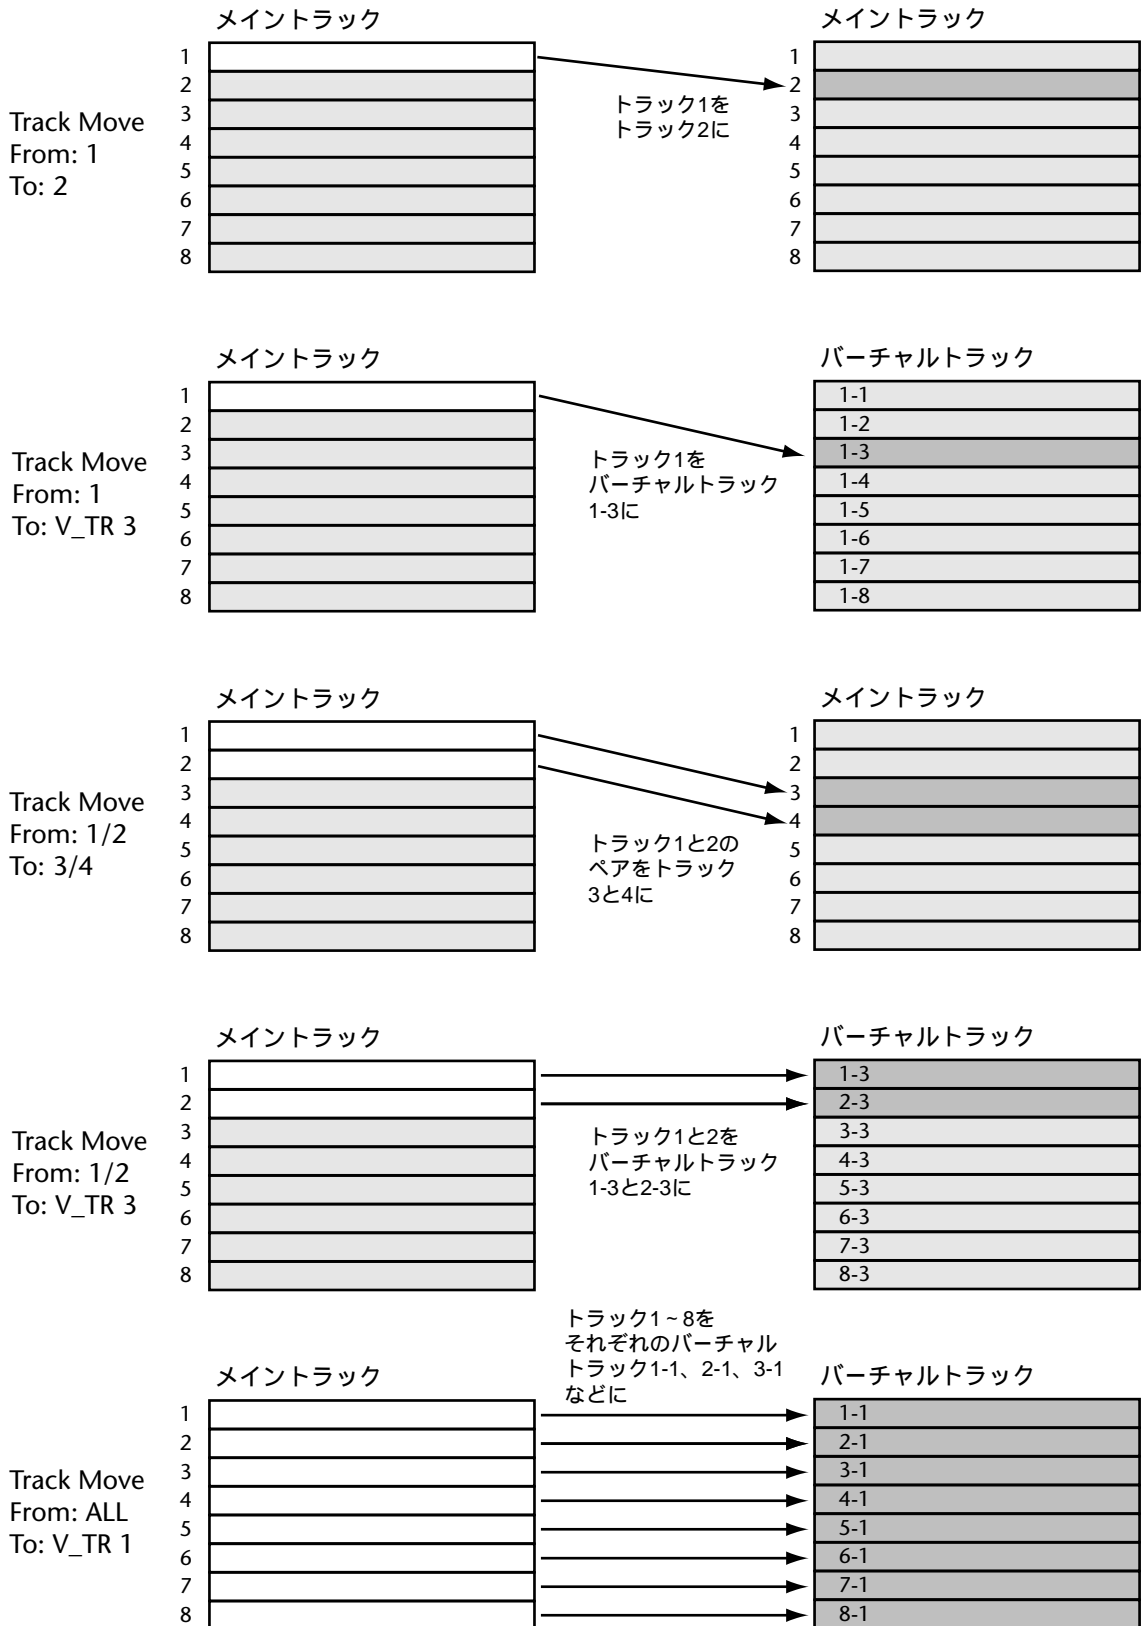 メイントラック
メイントラック
Track Move
From: 1
To: 2
1
2
3
4
5
6
7
8
トラック1を
トラック2に
1
2
3
4
5
6
7
8
メイントラック
バーチャルトラック
Track Move
From: 1
To: V_TR 3
1
2
3
4
5
6
7
8
トラック1を
バーチャルトラック
1-3に
1-1
1-2
1-3
1-4
1-5
1-6
1-7
1-8
メイントラック
メイントラック
Track Move
From: 1/2
To: 3/4
1
2
3
4
5
6
7
8
トラック1と2の
ペアをトラック
3と4に
1
2
3
4
5
6
7
8
メイントラック
バーチャルトラック
Track Move
From: 1/2
To: V_TR 3
1
2
3
4
5
6
7
8
トラック1と2を
バーチャルトラック
1-3と2-3に
1-3
2-3
3-3
4-3
5-3
6-3
7-3
8-3
メイントラック
トラック1~8を
それぞれのバーチャル
トラック1-1、2-1、3-1
などに
バーチャルトラック
Track Move
From: ALL
To: V_TR 1
1
2
3
4
5
6
7
8
1-1
2-1
3-1
4-1
5-1
6-1
7-1
8-1